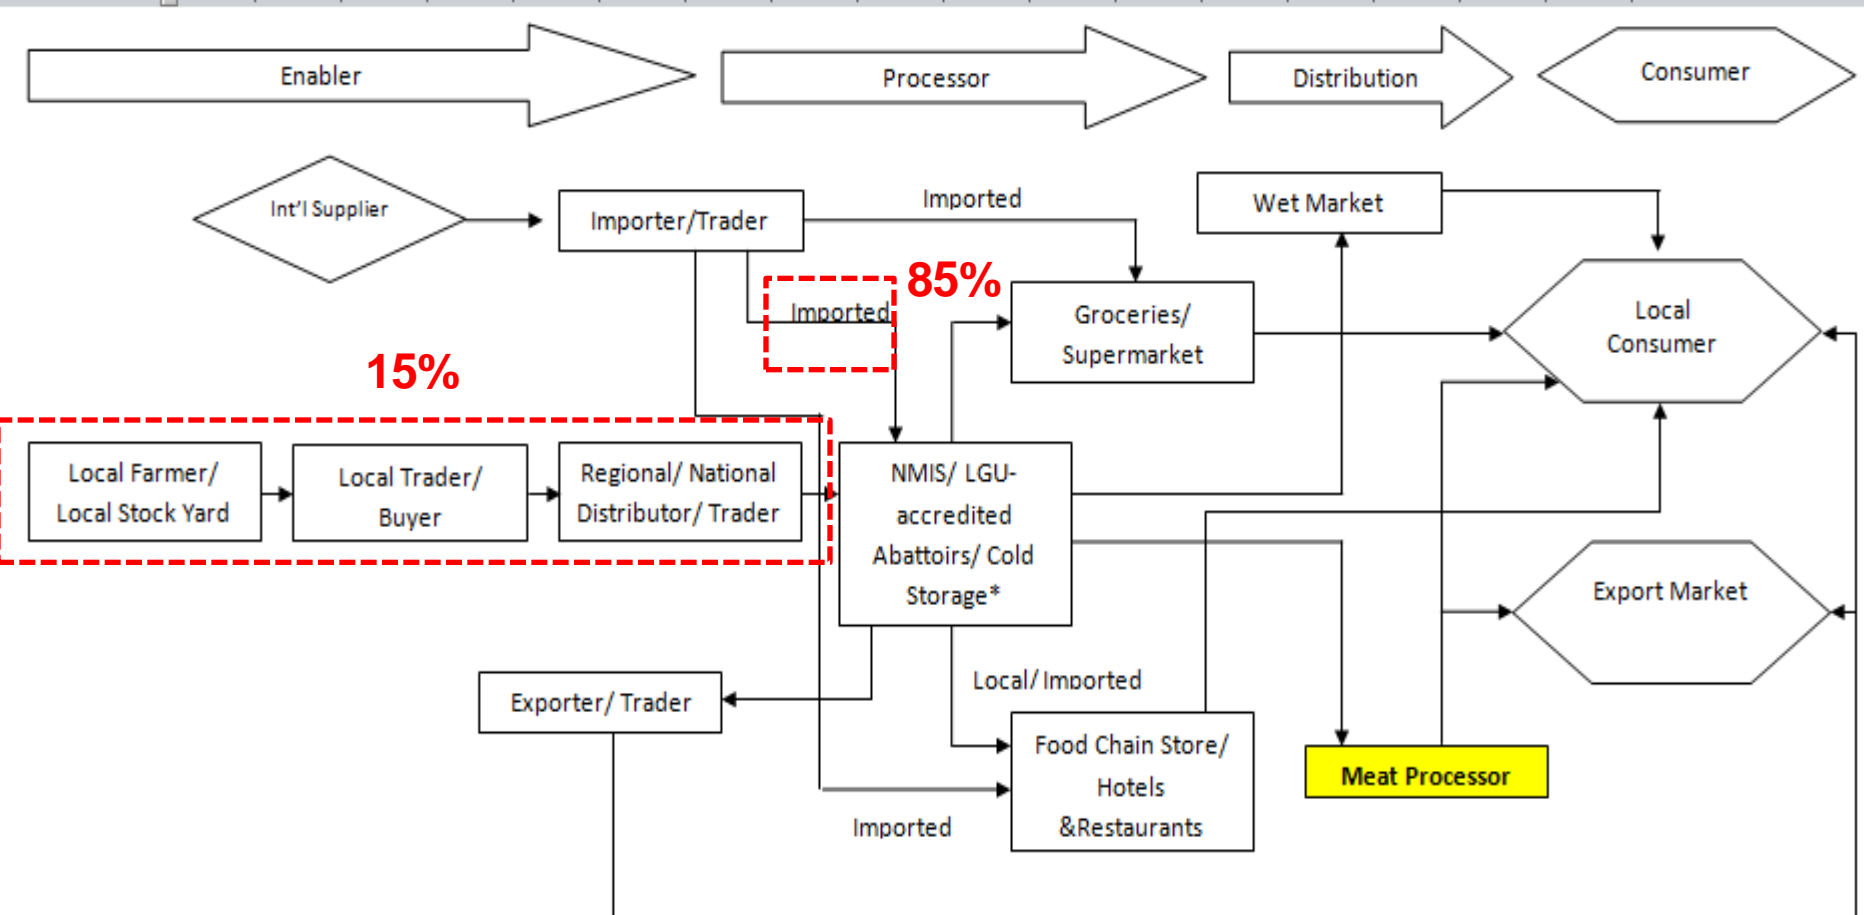 Enabler
Processor
Distribution
Consumer
Int'l Supplier
Importer/Trader
Imported
Wet Market
Imported
85%
Groceries/
Supermarket
Local
Consumer
15%
Local Farmer/
Local Stock Yard
Local Trader/
Buyer
Regional/ National
Distributor/ Trader
NMIS/ LGU-
accredited
Abattoirs/ Cold
Storage*
Export Market
Exporter/ Trader
Local/ Imported
Food Chain Store/
Hotels
&Restaurants
Meat Processor
Imported